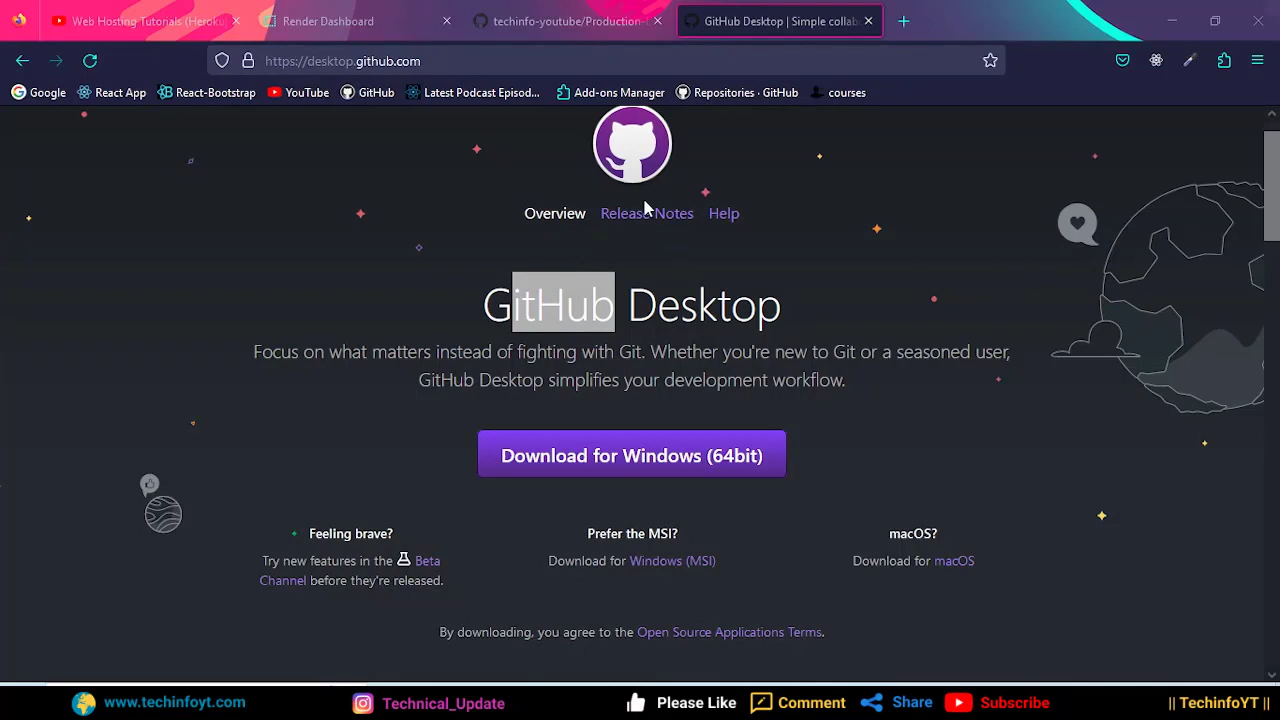 Web Hosting Tutorials (Heroku
Render Dashboard
techinfo-youtube/Production-
GitHub Desktop | Simple collab
https://desktop.github.com
Google
React App
React-Bootstrap
YouTube
GitHub
Latest Podcast Episod...
Add-ons Manager
Repositories · GitHub
courses
Overview
Release Notes
Help
GitHub Desktop
Focus on what matters instead of fighting with Git. Whether you're new to Git or a seasoned user,
GitHub Desktop simplifies your development workflow.
Download for Windows (64bit)
Feeling brave?
Try new features in the Beta
Channel before they're released.
Prefer the MSI?
Download for Windows (MSI)
macOS?
Download for macOS
By downloading, you agree to the Open Source Applications Terms.
www.techinfoyt.com
Technical_Update
Please Like
Comment
Share
Subscribe
|| TechinfoYT ||